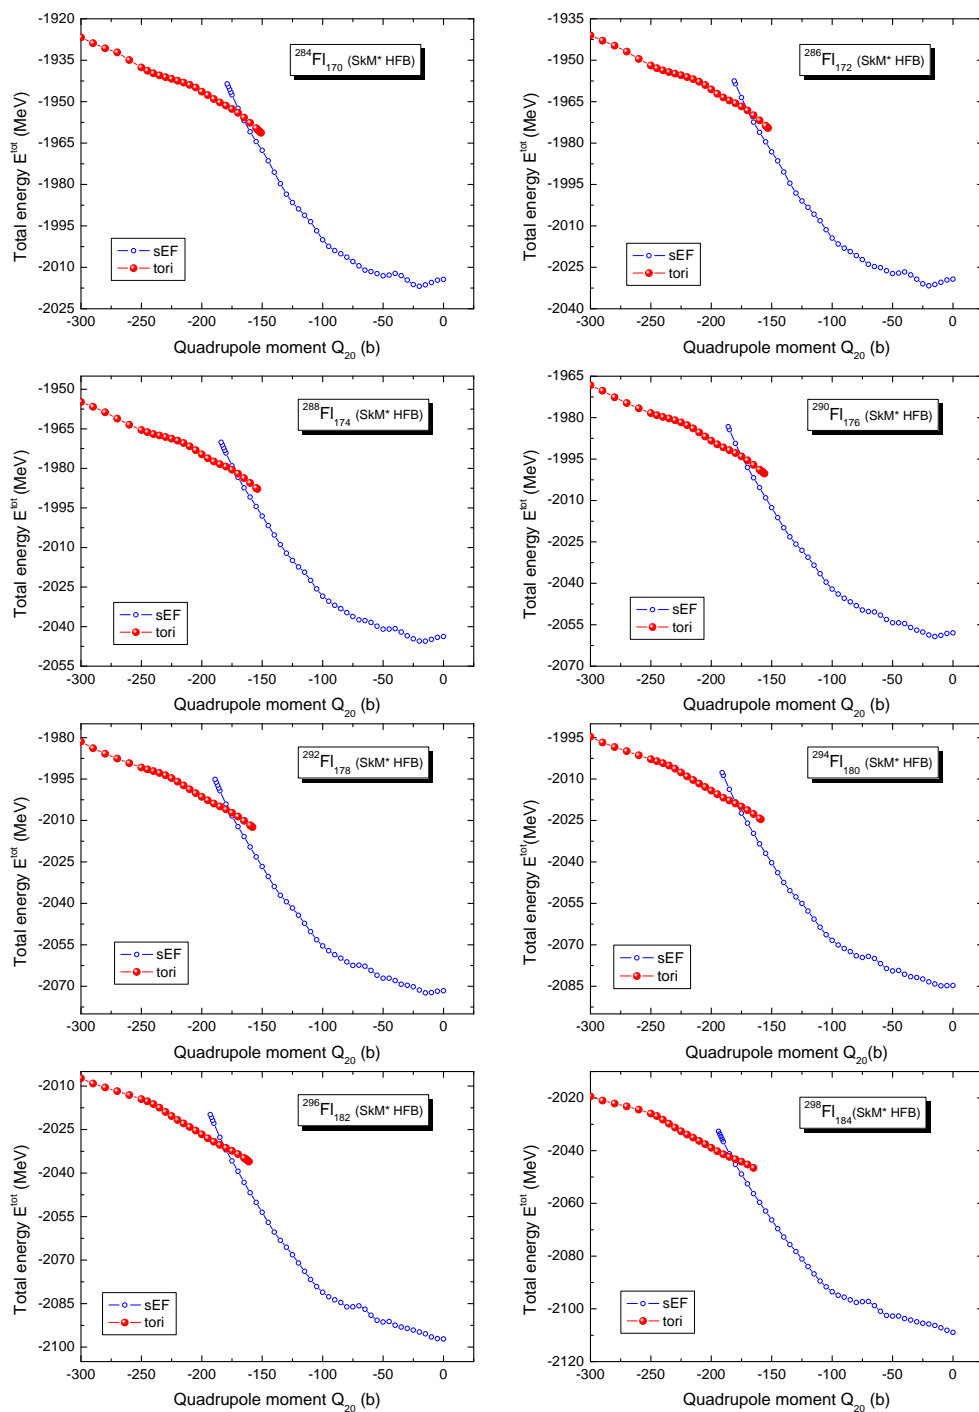 -1935
-1920
-1935
-1950
-1965
-1980
-1995
-2010
-2025
Total energy E^tot (MeV)
²⁸⁴Fl₁₇₀ (SkM* HFB)
sEF
tori
-300 -250 -200 -150 -100 -50 0
Quadrupole moment Q₂₀ (b)
-1950
-1965
-1980
-1995
-2010
-2025
-2040
Total energy E^tot (MeV)
²⁸⁶Fl₁₇₂ (SkM* HFB)
sEF
tori
-300 -250 -200 -150 -100 -50 0
Quadrupole moment Q₂₀ (b)
-1950
-1965
-1980
-1995
-2010
-2025
-2040
-2055
Total energy E^tot (MeV)
²⁸⁸Fl₁₇₄ (SkM* HFB)
sEF
tori
-300 -250 -200 -150 -100 -50 0
Quadrupole moment Q₂₀ (b)
-1965
-1980
-1995
-2010
-2025
-2040
-2055
-2070
Total energy E^tot (MeV)
²⁹⁰Fl₁₇₆ (SkM* HFB)
sEF
tori
-300 -250 -200 -150 -100 -50 0
Quadrupole moment Q₂₀ (b)
-1980
-1995
-2010
-2025
-2040
-2055
-2070
Total energy E^tot (MeV)
²⁹²Fl₁₇₈ (SkM* HFB)
sEF
tori
-300 -250 -200 -150 -100 -50 0
Quadrupole moment Q₂₀ (b)
-1995
-2010
-2025
-2040
-2055
-2070
-2085
Total energy E^tot(MeV)
²⁹⁴Fl₁₈₀ (SkM* HFB)
sEF
tori
-300 -250 -200 -150 -100 -50 0
Quadrupole moment Q₂₀(b)
-2010
-2025
-2040
-2055
-2070
-2085
-2100
Total energy E^tot (MeV)
²⁹⁶Fl₁₈₂ (SkM* HFB)
sEF
tori
-300 -250 -200 -150 -100 -50 0
Quadrupole moment Q₂₀ (b)
-2020
-2040
-2060
-2080
-2100
-2120
Total energy E^tot (MeV)
²⁹⁸Fl₁₈₄(SkM* HFB)
sEF
tori
-300 -250 -200 -150 -100 -50 0
Quadrupole moment Q₂₀ (b)